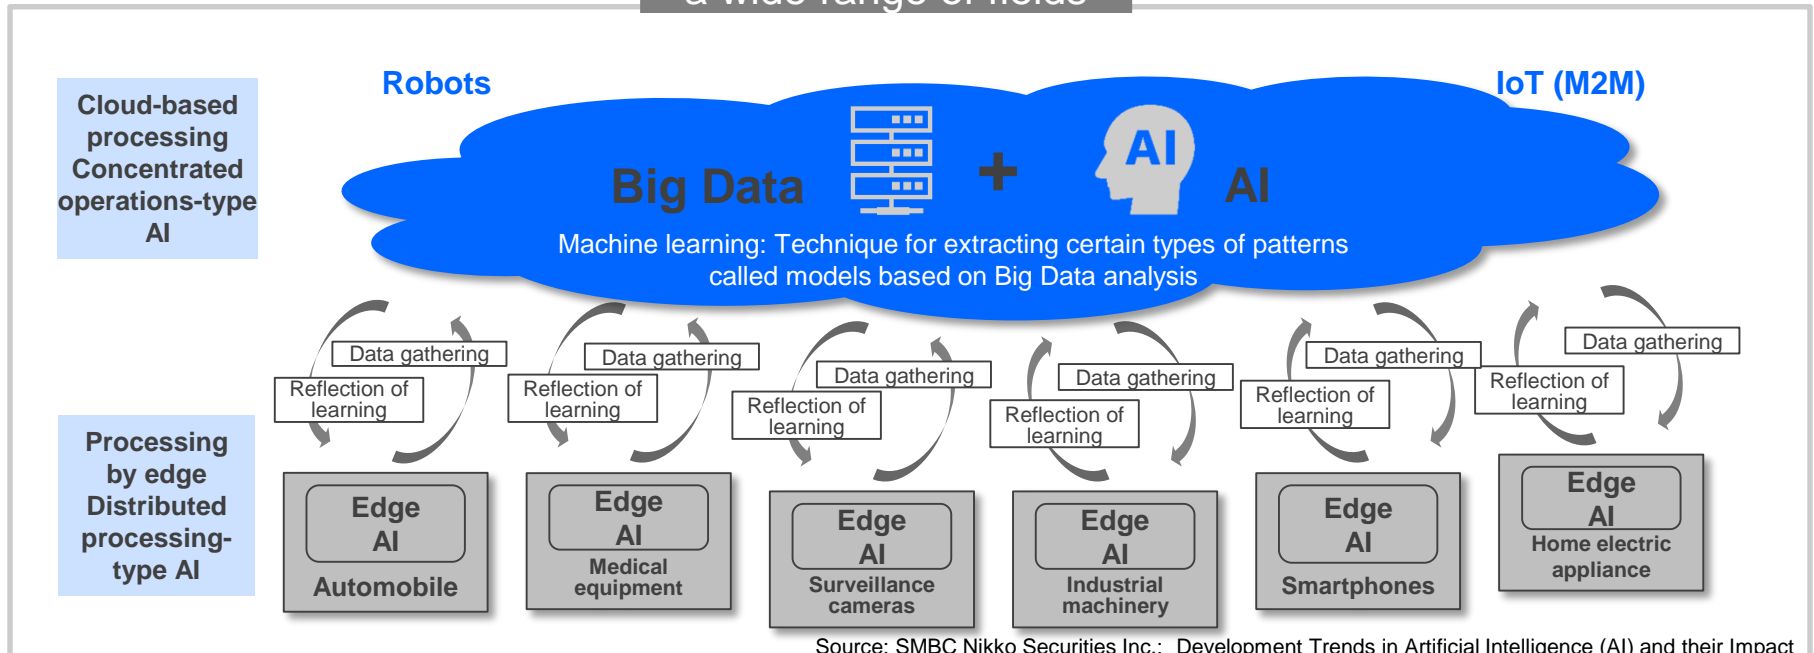 a wide range of fields
Cloud-based
processing
Concentrated
operations-type
AI
Robots
IoT (M2M)
Big Data
+
AI
AI
Machine learning: Technique for extracting certain types of patterns
called models based on Big Data analysis
Data gathering
Reflection of
learning
Data gathering
Reflection of
learning
Data gathering
Reflection of
learning
Data gathering
Reflection of
learning
Data gathering
Reflection of
learning
Data gathering
Reflection of
learning
Processing
by edge
Distributed
processing-
type AI
Edge
AI
Automobile
Edge
AI
Medical
equipment
Edge
AI
Surveillance
cameras
Edge
AI
Industrial
machinery
Edge
AI
Smartphones
Edge
AI
Home electric
appliance
Source: SMBC Nikko Securities Inc.; Development Trends in Artificial Intelligence (AI) and their Impact